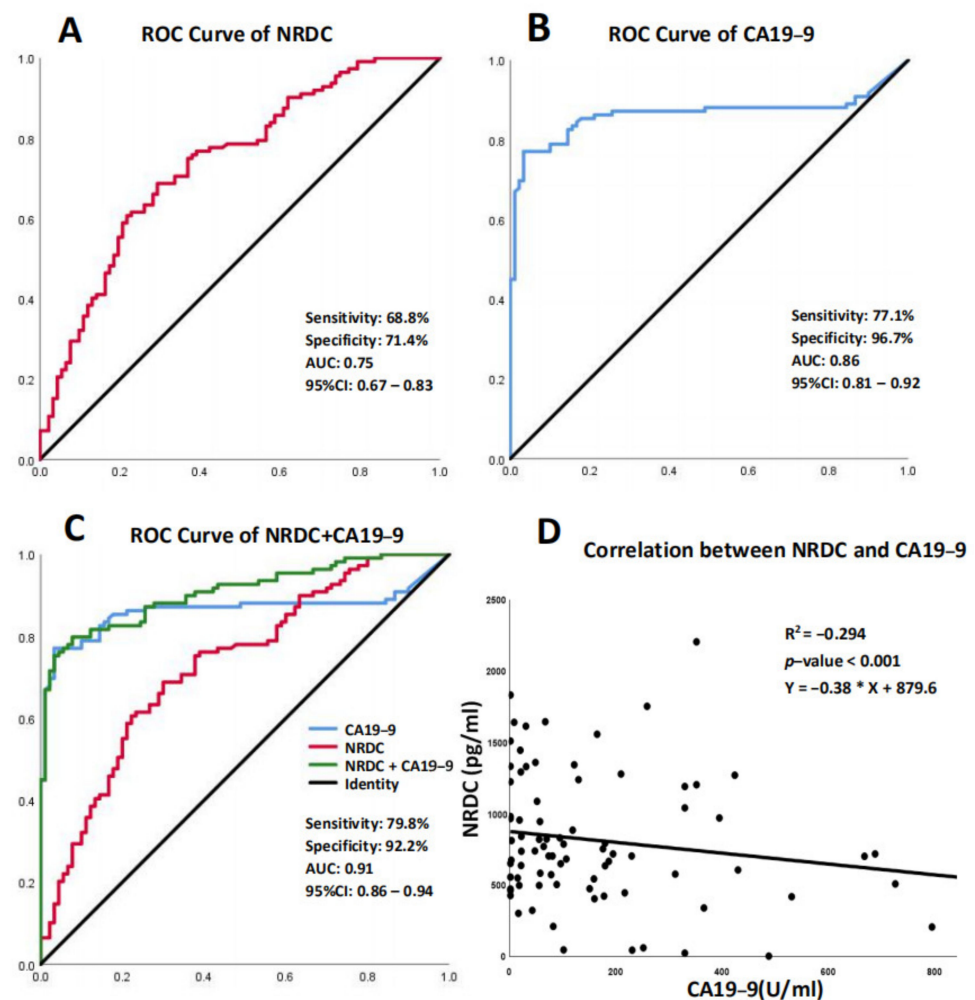 A
ROC Curve of NRDC
1.0
0.8
0.6
0.4
0.2
0.0
0.0 0.2 0.4 0.6 0.8 1.0
Sensitivity: 68.8%
Specificity: 71.4%
AUC: 0.75
95%CI: 0.67 – 0.83
B
ROC Curve of CA19–9
1.0
0.8
0.6
0.4
0.2
0.0
0.0 0.2 0.4 0.6 0.8 1.0
Sensitivity: 77.1%
Specificity: 96.7%
AUC: 0.86
95%CI: 0.81 – 0.92
C
ROC Curve of NRDC+CA19–9
1.0
0.8
0.6
0.4
0.2
0.0
0.0 0.2 0.4 0.6 0.8 1.0
CA19–9
NRDC
NRDC + CA19–9
Identity
Sensitivity: 79.8%
Specificity: 92.2%
AUC: 0.91
95%CI: 0.86 – 0.94
D
Correlation between NRDC and CA19–9
2500
2000
1500
1000
500
0
NRDC (pg/ml)
R² = –0.294
p–value < 0.001
Y = –0.38 * X + 879.6
0 200 400 600 800
CA19–9(U/ml)